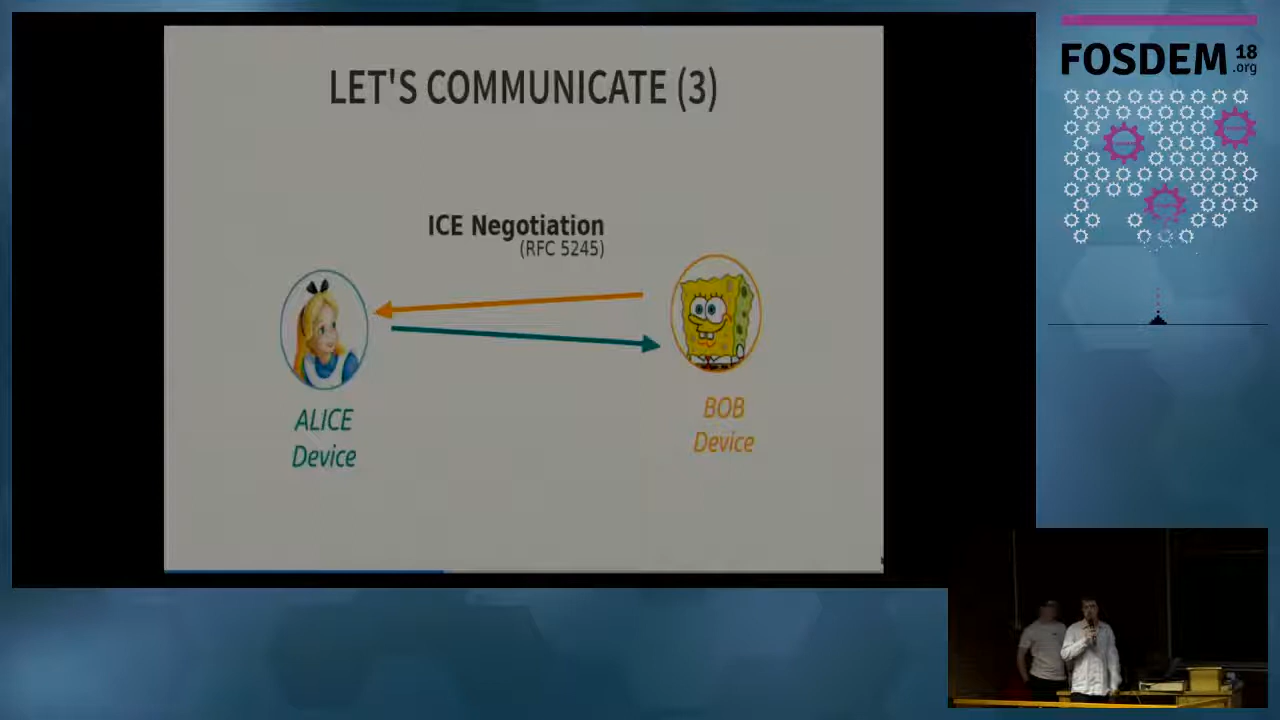 LET'S COMMUNICATE (3)
ICE Negotiation
(RFC 5245)
ALICE
Device
BOB
Device
FOSDEM 18
.org